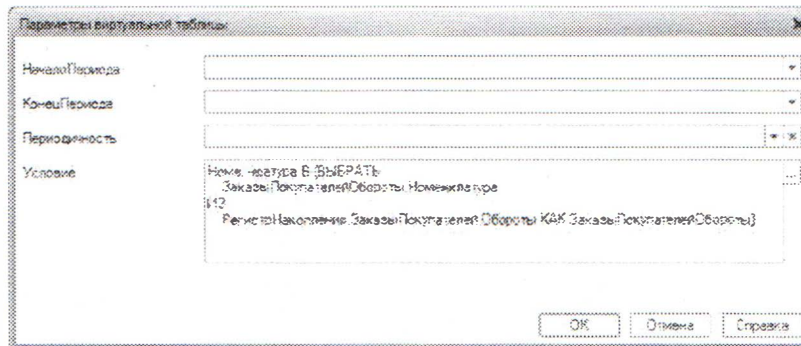 Параметры виртуальной таблицы
НачалоПериода
КонецПериода
Периодичность
Условие
Номенклатура В (ВЫБРАТЬ
ЗаказыПокупателейОбороты.Номенклатура
ИЗ
РегистрНакопления.ЗаказыПокупателей.Обороты КАК ЗаказыПокупателейОбороты)
...
OK
Отмена
Справка